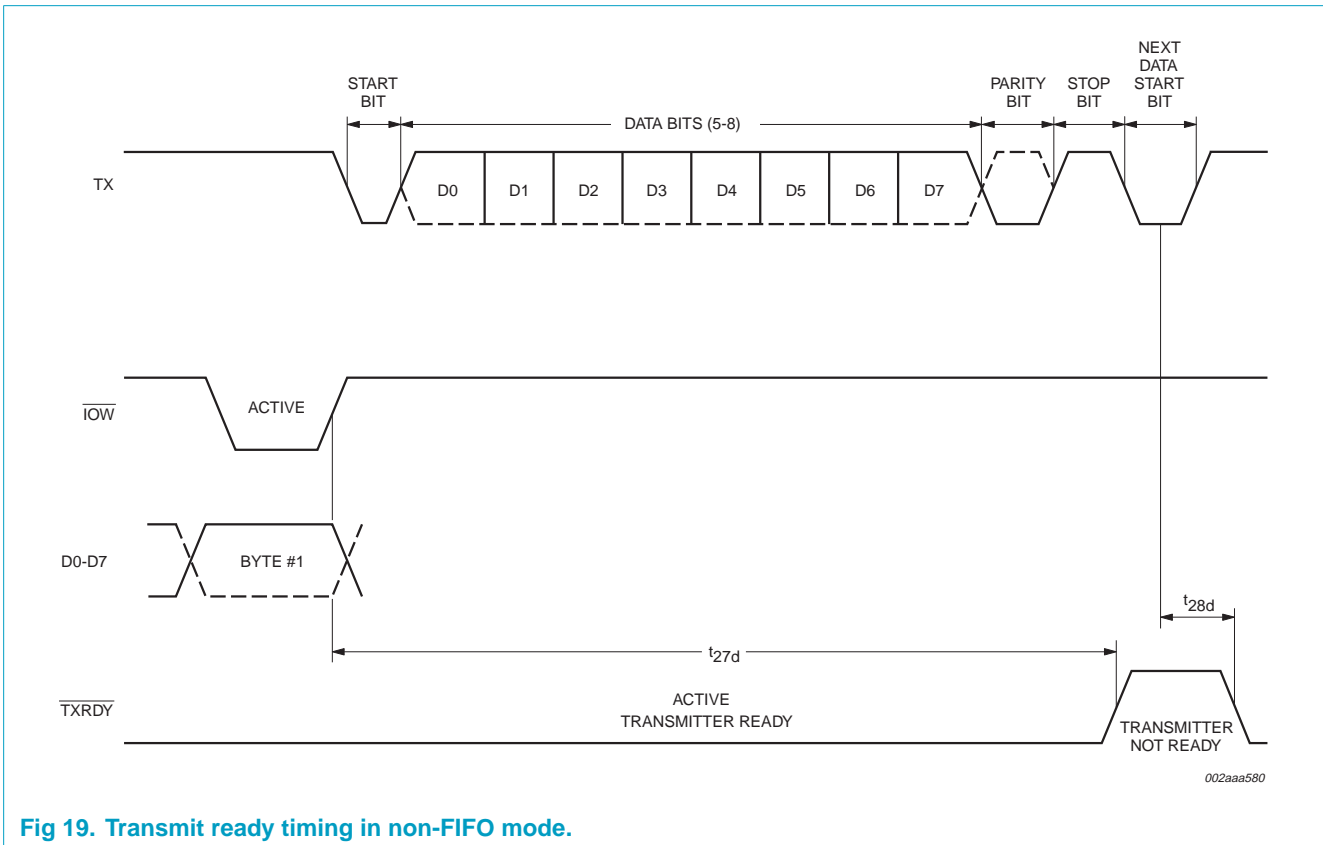 NEXT
DATA
START
BIT
START
BIT
PARITY
BIT
STOP
BIT
DATA BITS (5-8)
TX
D0
D1
D2
D3
D4
D5
D6
D7
IOW
ACTIVE
D0-D7
BYTE #1
t28d
t27d
TXRDY
ACTIVE
TRANSMITTER READY
TRANSMITTER
NOT READY
002aaa580
Fig 19. Transmit ready timing in non-FIFO mode.